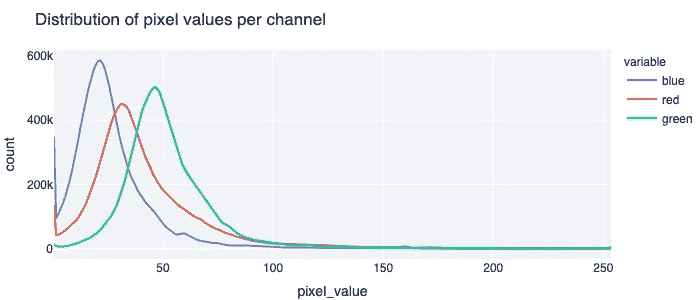 Distribution of pixel values per channel
600k
400k
200k
0
count
50
100
150
200
250
pixel_value
variable
blue
red
green